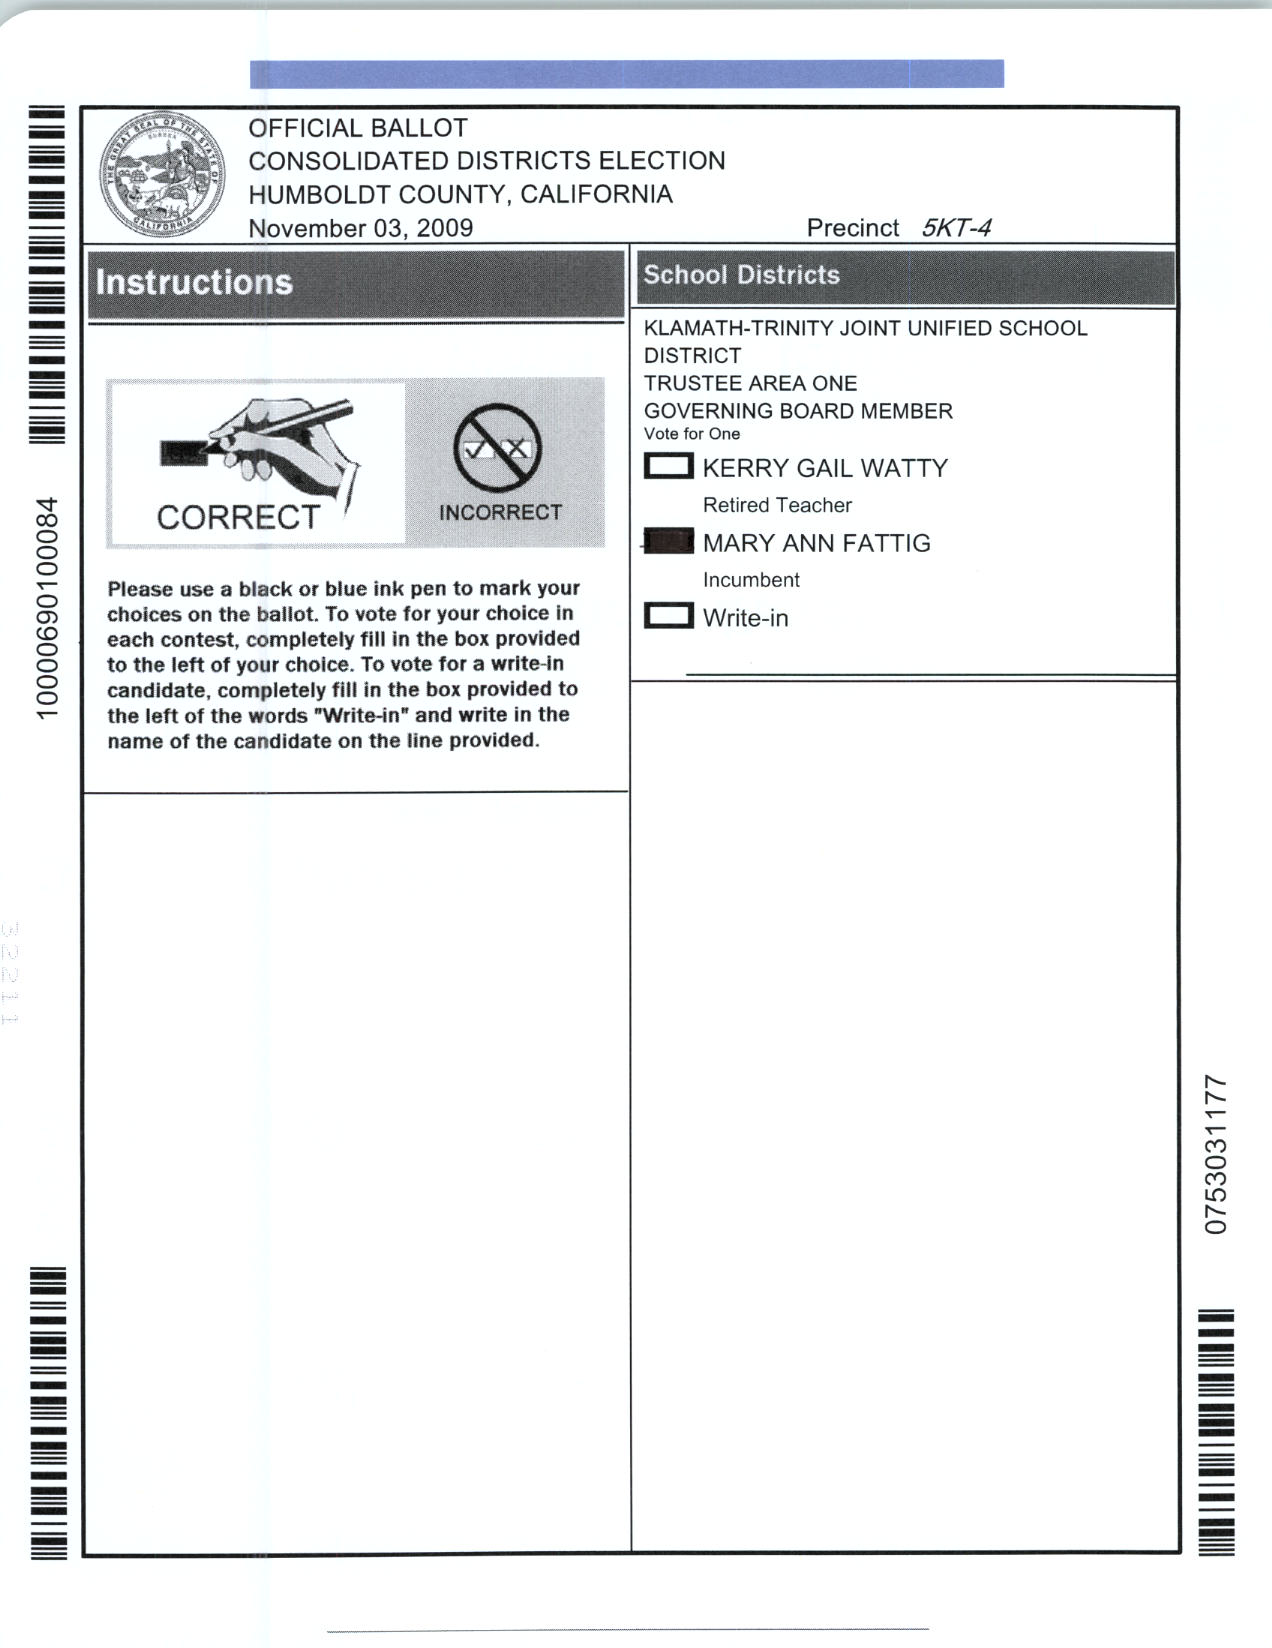 OFFICIAL BALLOT
CONSOLIDATED DISTRICTS ELECTION
HUMBOLDT COUNTY, CALIFORNIA
November 03, 2009 Precinct 5KT-4
THE GREAT SEAL OF THE STATE OF CALIFORNIA
EUREKA
Instructions
CORRECT
INCORRECT
Please use a black or blue ink pen to mark your
choices on the ballot. To vote for your choice in
each contest, completely fill in the box provided
to the left of your choice. To vote for a write-in
candidate, completely fill in the box provided to
the left of the words "Write-in" and write in the
name of the candidate on the line provided.
School Districts
KLAMATH-TRINITY JOINT UNIFIED SCHOOL
DISTRICT
TRUSTEE AREA ONE
GOVERNING BOARD MEMBER
Vote for One
KERRY GAIL WATTY
Retired Teacher
MARY ANN FATTIG
Incumbent
Write-in
10000690100084
32211
0753031177